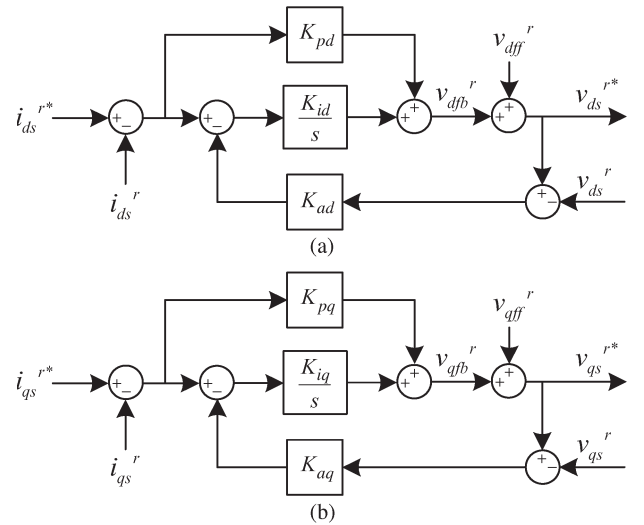 K_pd
v_dff^r
i_ds^r*
+ −
−
K_id
s
+ +
v_dfb^r
+ +
v_ds^r*
i_ds^r
K_ad
+ −
v_ds^r
(a)
K_pq
v_qff^r
i_qs^r*
+ −
−
K_iq
s
+ +
v_qfb^r
+ +
v_qs^r*
i_qs^r
K_aq
+ −
v_qs^r
(b)